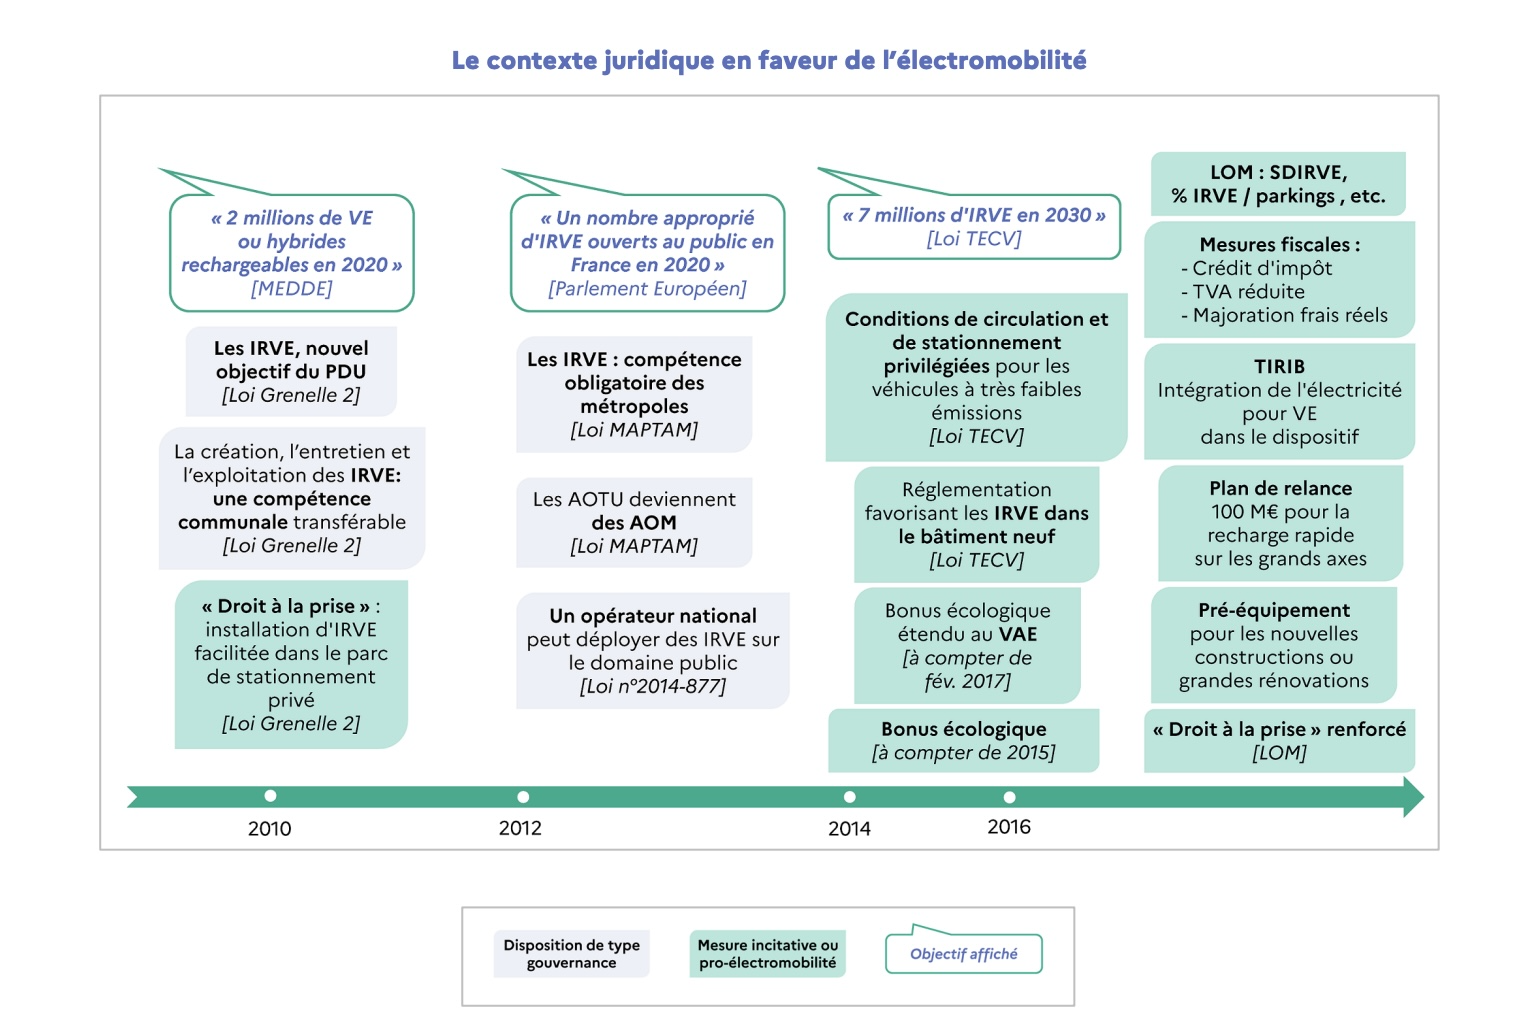 Le contexte juridique en faveur de l’électromobilité
« 2 millions de VE
ou hybrides
rechargeables en 2020 »
[MEDDE]
Les IRVE, nouvel
objectif du PDU
[Loi Grenelle 2]
La création, l’entretien et
l’exploitation des IRVE:
une compétence
communale transférable
[Loi Grenelle 2]
« Droit à la prise » :
installation d'IRVE
facilitée dans le parc
de stationnement
privé
[Loi Grenelle 2]
« Un nombre approprié
d'IRVE ouverts au public en
France en 2020 »
[Parlement Européen]
Les IRVE : compétence
obligatoire des
métropoles
[Loi MAPTAM]
Les AOTU deviennent
des AOM
[Loi MAPTAM]
Un opérateur national
peut déployer des IRVE sur
le domaine public
[Loi nº2014-877]
« 7 millions d'IRVE en 2030 »
[Loi TECV]
Conditions de circulation et
de stationnement
privilégiées pour les
véhicules à très faibles
émissions
[Loi TECV]
Réglementation
favorisant les IRVE dans
le bâtiment neuf
[Loi TECV]
Bonus écologique
étendu au VAE
[à compter de
fév. 2017]
Bonus écologique
[à compter de 2015]
LOM : SDIRVE,
% IRVE / parkings , etc.
Mesures fiscales :
- Crédit d'impôt
- TVA réduite
- Majoration frais réels
TIRIB
Intégration de l'électricité
pour VE
dans le dispositif
Plan de relance
100 M€ pour la
recharge rapide
sur les grands axes
Pré-équipement
pour les nouvelles
constructions ou
grandes rénovations
« Droit à la prise » renforcé
[LOM]
2010
2012
2014
2016
Disposition de type
gouvernance
Mesure incitative ou
pro-électromobilité
Objectif affiché